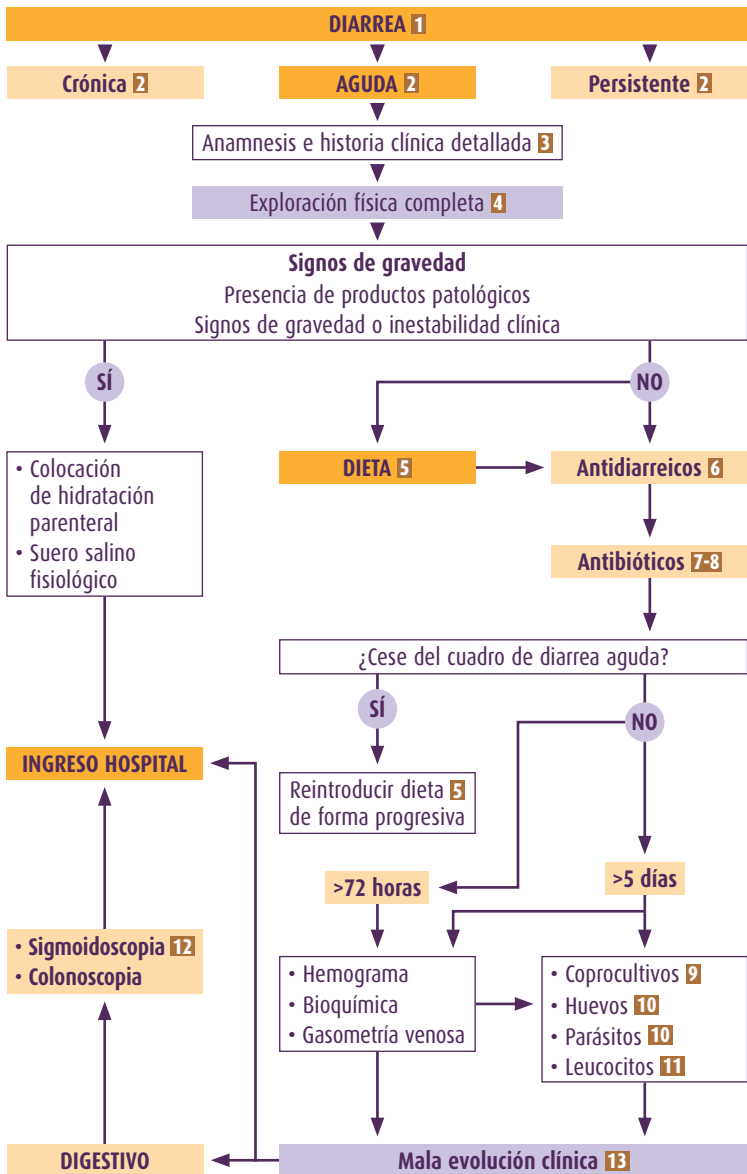 DIARREA 1
Crónica 2
AGUDA 2
Persistente 2
Anamnesis e historia clínica detallada 3
Exploración física completa 4
Signos de gravedad
Presencia de productos patológicos
Signos de gravedad o inestabilidad clínica
SÍ
NO
• Colocación
de hidratación
parenteral
• Suero salino
fisiológico
DIETA 5
Antidiarreicos 6
Antibióticos 7-8
¿Cese del cuadro de diarrea aguda?
SÍ
NO
INGRESO HOSPITAL
Reintroducir dieta 5
de forma progresiva
>72 horas
>5 días
• Sigmoidoscopia 12
• Colonoscopia
• Hemograma
• Bioquímica
• Gasometría venosa
• Coprocultivos 9
• Huevos 10
• Parásitos 10
• Leucocitos 11
DIGESTIVO
Mala evolución clínica 13